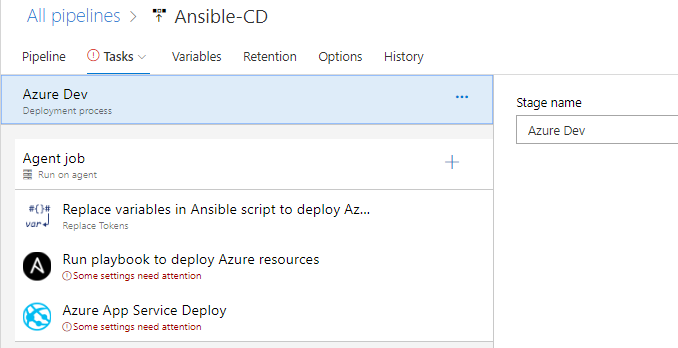 All pipelines > Ansible-CD
Pipeline Tasks Variables Retention Options History
Azure Dev ...
Deployment process
Stage name
Azure Dev
Agent job +
Run on agent
#{}#
var
Replace variables in Ansible script to deploy Az...
Replace Tokens
Run playbook to deploy Azure resources
Some settings need attention
Azure App Service Deploy
Some settings need attention